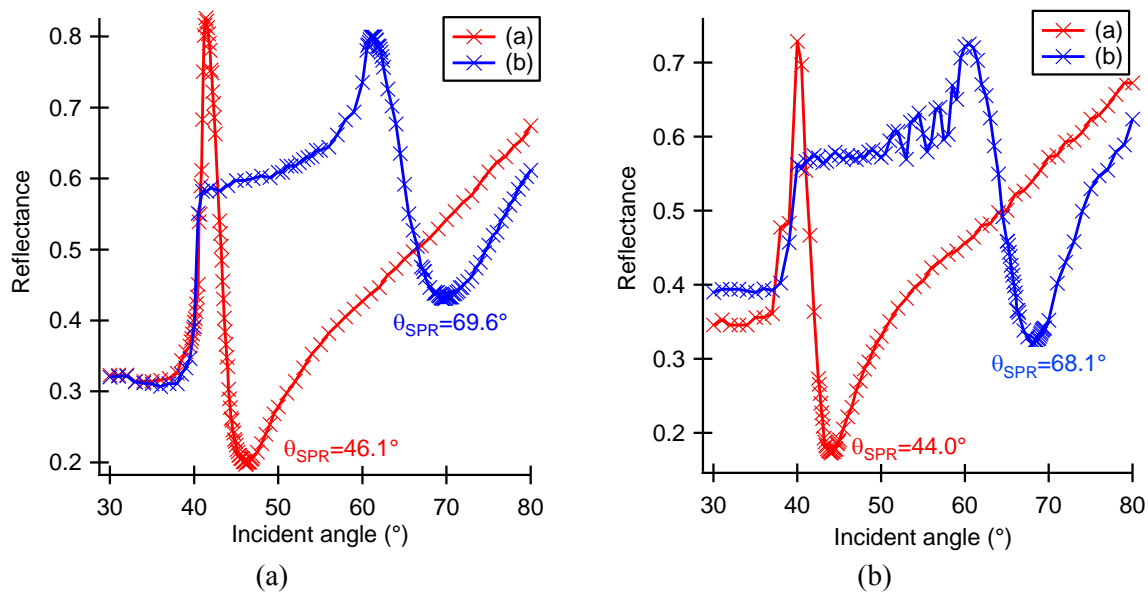 (a)
(b)
0.8
0.7
0.6
0.5
0.4
0.3
0.2
Reflectance
θSPR=69.6°
θSPR=46.1°
30 40 50 60 70 80
Incident angle (°)
(a)
(a)
(b)
0.7
0.6
0.5
0.4
0.3
0.2
Reflectance
θSPR=68.1°
θSPR=44.0°
30 40 50 60 70 80
Incident angle (°)
(b)